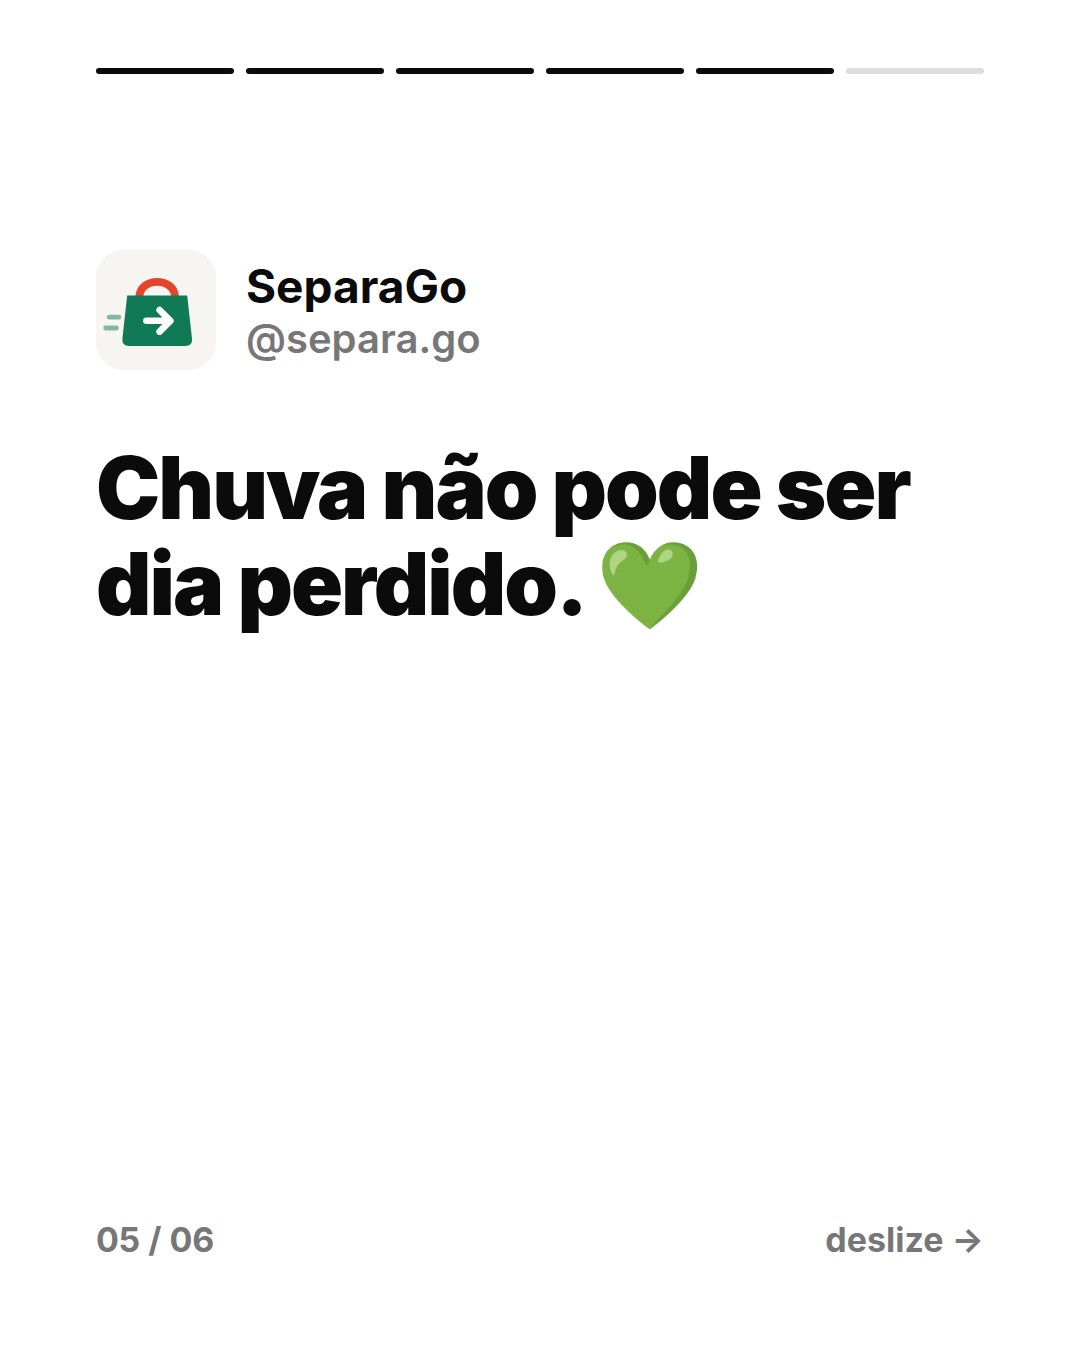 SeparaGo
@separa.go
Chuva não pode ser
dia perdido. 💚
05 / 06
deslize →